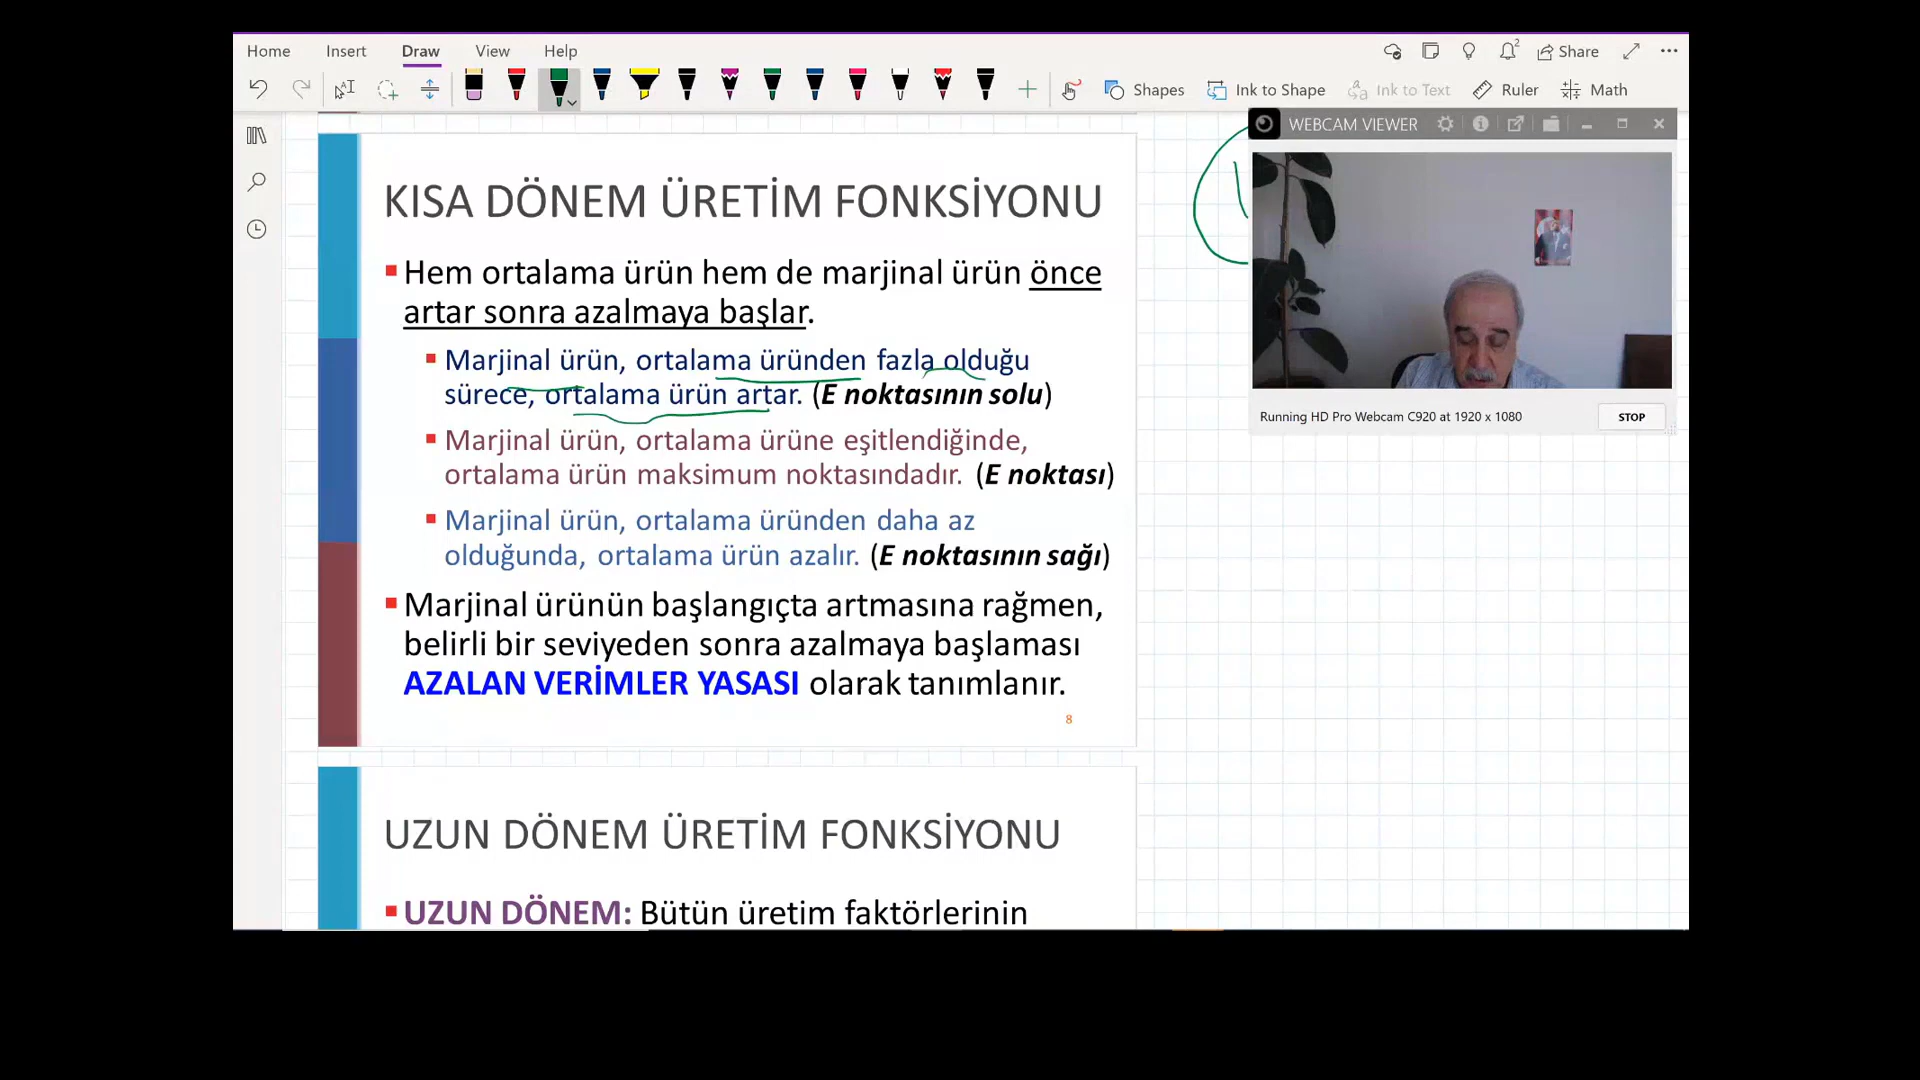 Home Insert Draw View Help
Share
2
Shapes Ink to Shape Ink to Text Ruler Math
WEBCAM VIEWER
KISA DÖNEM ÜRETİM FONKSİYONU
Hem ortalama ürün hem de marjinal ürün önce
artar sonra azalmaya başlar.
Marjinal ürün, ortalama üründen fazla olduğu
sürece, ortalama ürün artar. (E noktasının solu)
Running HD Pro Webcam C920 at 1920 x 1080 STOP
Marjinal ürün, ortalama ürüne eşitlendiğinde,
ortalama ürün maksimum noktasındadır. (E noktası)
Marjinal ürün, ortalama üründen daha az
olduğunda, ortalama ürün azalır. (E noktasının sağı)
Marjinal ürünün başlangıçta artmasına rağmen,
belirli bir seviyeden sonra azalmaya başlaması
AZALAN VERİMLER YASASI olarak tanımlanır.
8
UZUN DÖNEM ÜRETİM FONKSİYONU
UZUN DÖNEM: Bütün üretim faktörlerinin